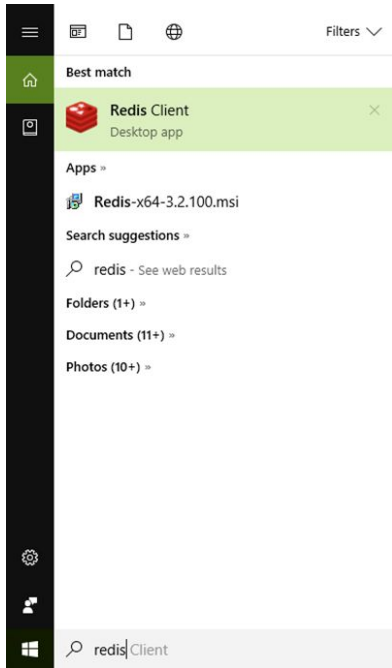 Filters
Best match
Redis Client
Desktop app
Apps »
Redis-x64-3.2.100.msi
Search suggestions »
redis - See web results
Folders (1+) »
Documents (11+) »
Photos (10+) »
redis Client